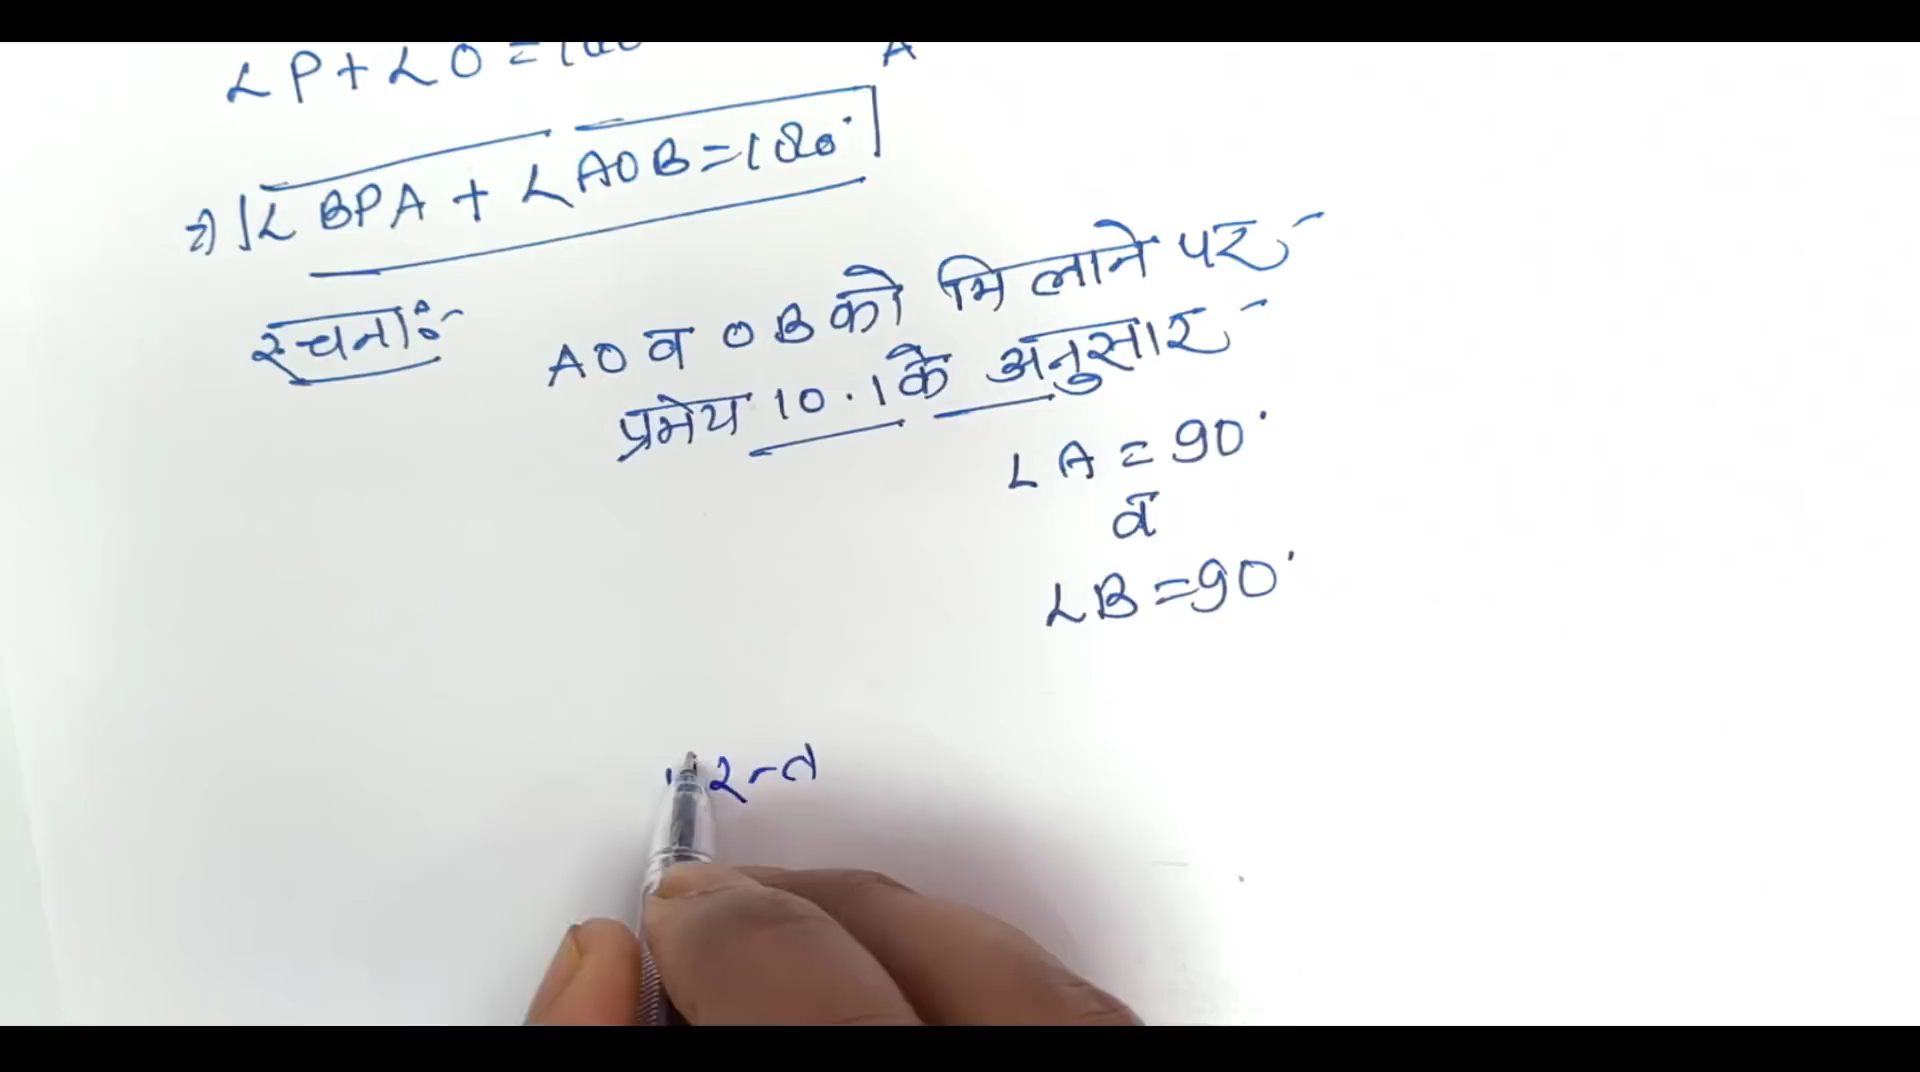 ∠P+∠O=180
A
⇒ ∠BPA + ∠AOB=180°
रचनाः-
AO व OB को मिलाने पर -
प्रमेय 10.1 के अनुसार -
∠A = 90°
व
∠B = 90°